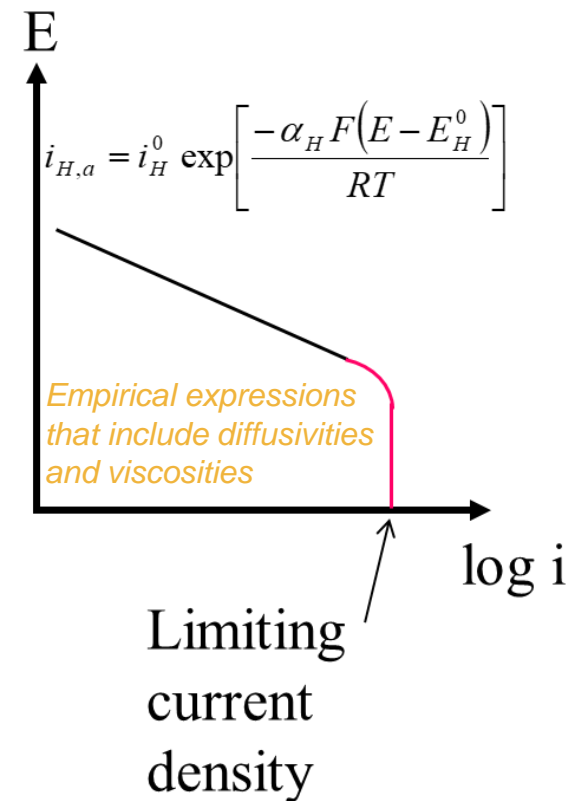 E
i_{H,a} = i_H^0 exp[ -α_H F(E - E_H^0) / RT ]
Empirical expressions
that include diffusivities
and viscosities
log i
Limiting
current
density